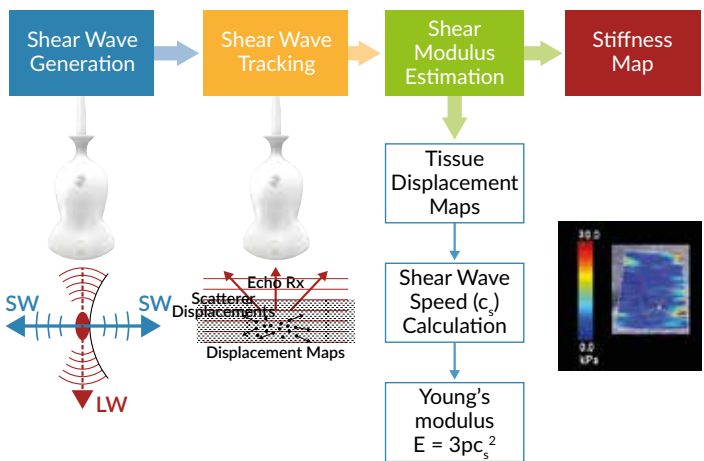 Shear Wave
Generation
Shear Wave
Tracking
Shear
Modulus
Estimation
Stiffness
Map
SW
SW
LW
Echo Rx
Scatterer
Displacements
Displacement Maps
Tissue
Displacement
Maps
Shear Wave
Speed (cₛ)
Calculation
Young's
modulus
E = 3pcₛ²
30.0
0.0
kPa